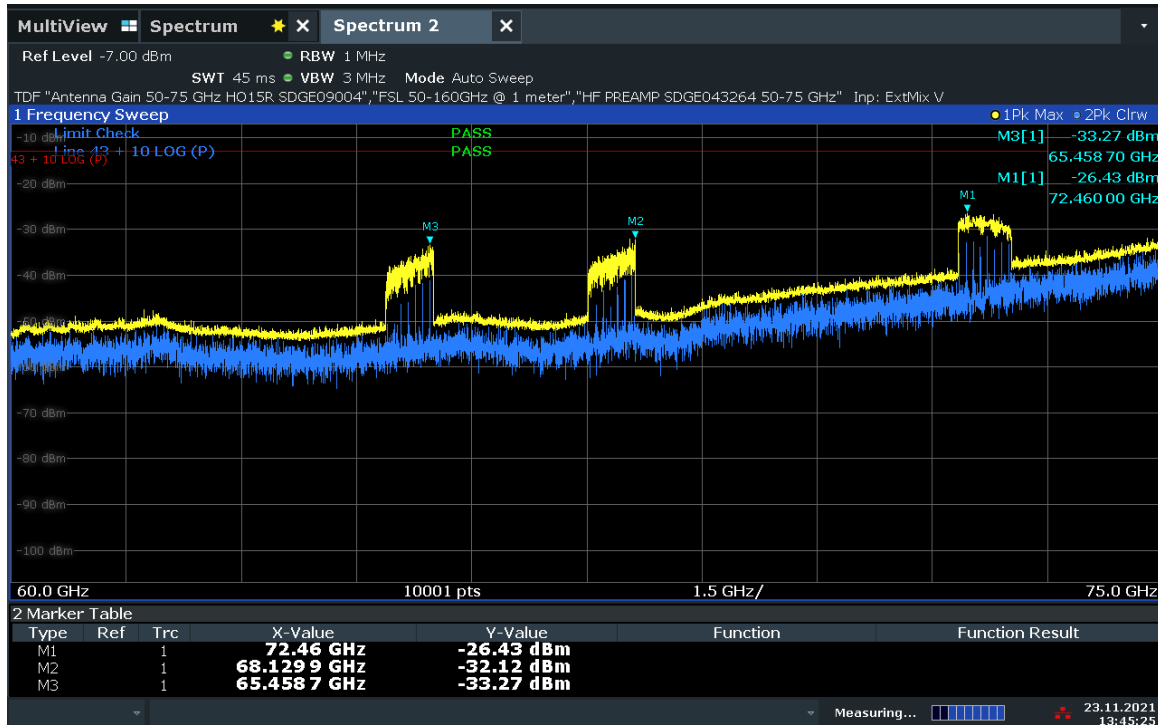 MultiView Spectrum X Spectrum 2 X
Ref Level -7.00 dBm RBW 1 MHz
SWT 45 ms VBW 3 MHz Mode Auto Sweep
TDF "Antenna Gain 50-75 GHz HO15R SDGE09004","FSL 50-160GHz @ 1 meter","HF PREAMP SDGE043264 50-75 GHz" Inp: ExtMix V
1 Frequency Sweep 1Pk Max 2Pk Clrw
-10 dBm Limit Check PASS M3[1] -33.27 dBm
43 + 10 LOG (P) Line 43 + 10 LOG (P) PASS 65.458 70 GHz
-20 dBm M1[1] -26.43 dBm
72.460 00 GHz
M1
M2
M3
-30 dBm
-40 dBm
-70 dBm
-80 dBm
-90 dBm
-100 dBm
60.0 GHz 10001 pts 1.5 GHz/ 75.0 GHz
2 Marker Table
Type Ref Trc X-Value Y-Value Function Function Result
M1 1 72.46 GHz -26.43 dBm
M2 1 68.129 9 GHz -32.12 dBm
M3 1 65.458 7 GHz -33.27 dBm
Measuring... 23.11.2021
13:45:25